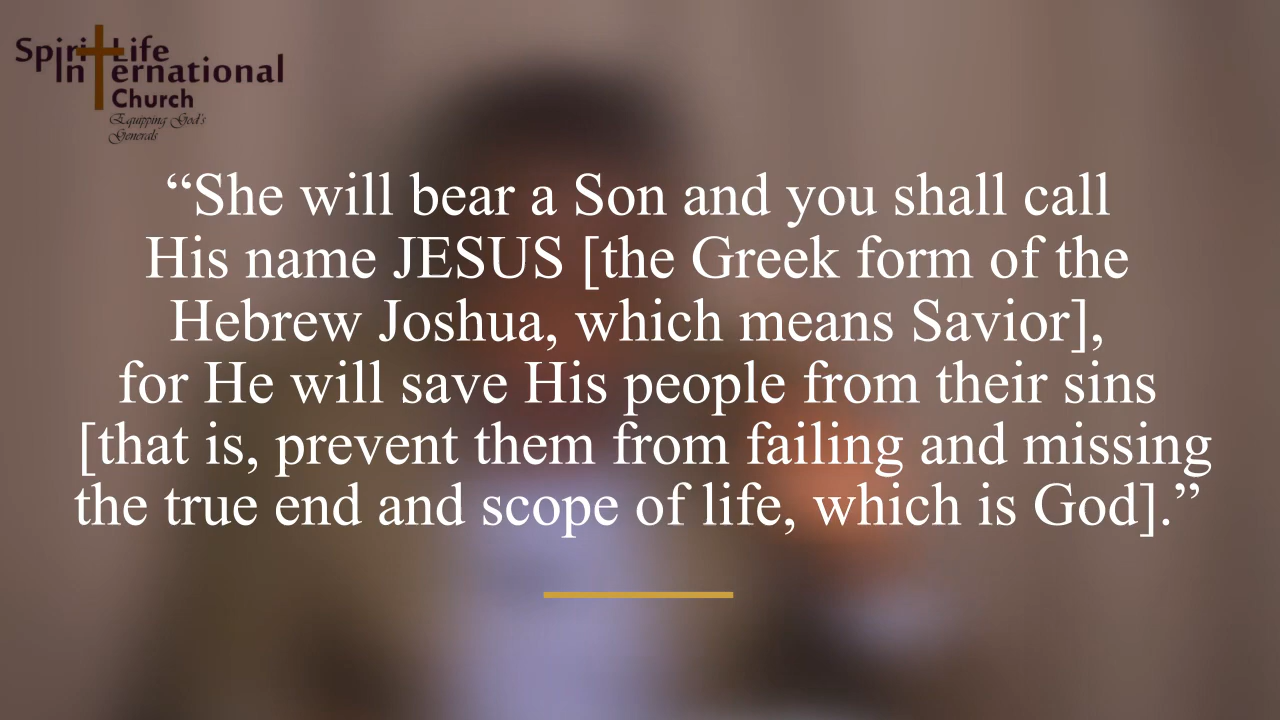 Spirit Life
International
Church
Equipping God's
Generals
“She will bear a Son and you shall call
His name JESUS [the Greek form of the
Hebrew Joshua, which means Savior],
for He will save His people from their sins
[that is, prevent them from failing and missing
the true end and scope of life, which is God].”